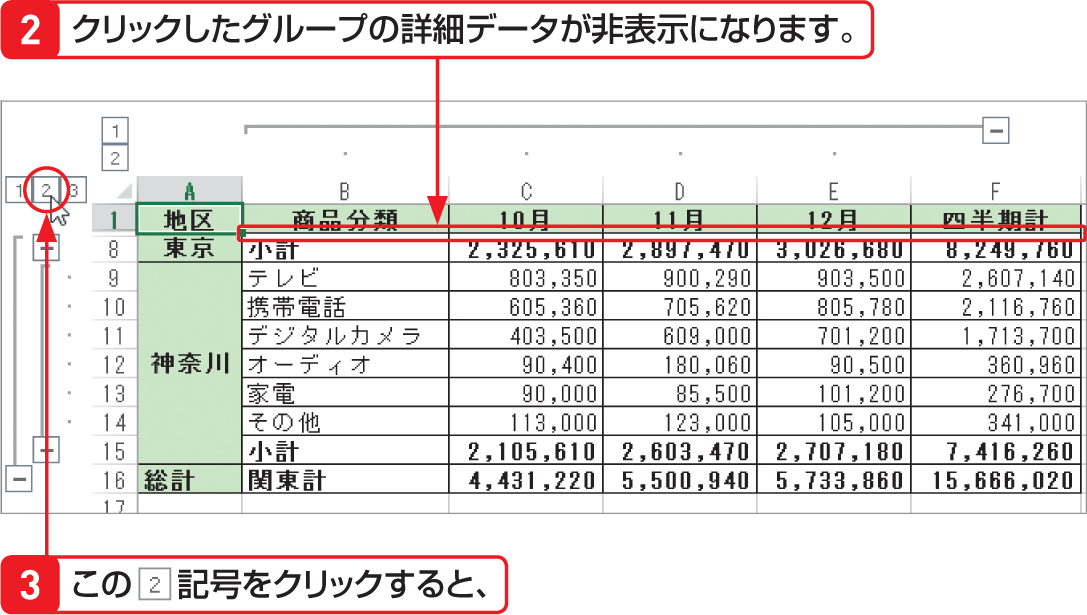 2 クリックしたグループの詳細データが非表示になります。
1
2
1 2 3
A B C D E F
1 地区 商品分類 10月 11月 12月 四半期計
8 東京 小計 2,325,610 2,897,470 3,026,680 8,249,760
9 テレビ 803,350 900,290 903,500 2,607,140
10 携帯電話 605,360 705,620 805,780 2,116,760
11 デジタルカメラ 403,500 609,000 701,200 1,713,700
12 神奈川 オーディオ 90,400 180,060 90,500 360,960
13 家電 90,000 85,500 101,200 276,700
14 その他 113,000 123,000 105,000 341,000
15 小計 2,105,610 2,603,470 2,707,180 7,416,260
16 総計 関東計 4,431,220 5,500,940 5,733,860 15,666,020
17
3 この 2 記号をクリックすると、